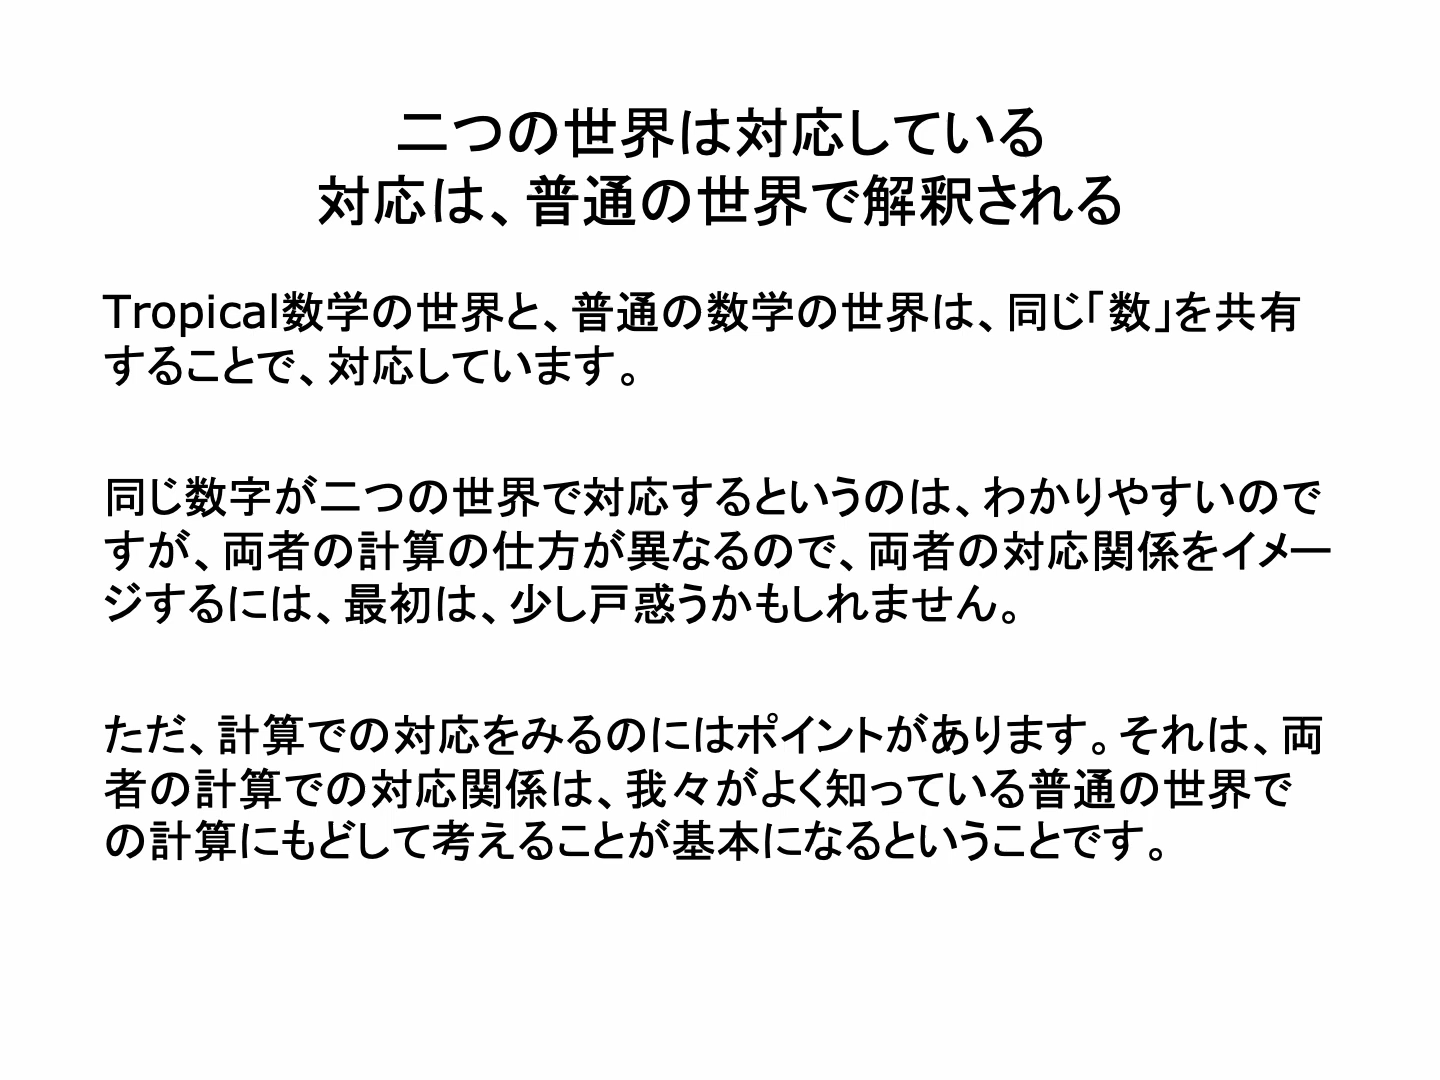 二つの世界は対応している
対応は、普通の世界で解釈される
Tropical数学の世界と、普通の数学の世界は、同じ「数」を共有
することで、対応しています。
同じ数字が二つの世界で対応するというのは、わかりやすいので
すが、両者の計算の仕方が異なるので、両者の対応関係をイメー
ジするには、最初は、少し戸惑うかもしれません。
ただ、計算での対応をみるのにはポイントがあります。それは、両
者の計算での対応関係は、我々がよく知っている普通の世界で
の計算にもどして考えることが基本になるということです。